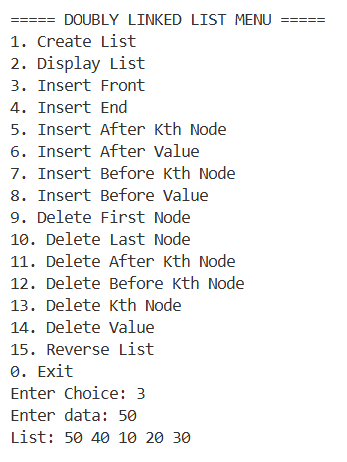 ===== DOUBLY LINKED LIST MENU =====
1. Create List
2. Display List
3. Insert Front
4. Insert End
5. Insert After Kth Node
6. Insert After Value
7. Insert Before Kth Node
8. Insert Before Value
9. Delete First Node
10. Delete Last Node
11. Delete After Kth Node
12. Delete Before Kth Node
13. Delete Kth Node
14. Delete Value
15. Reverse List
0. Exit
Enter Choice: 3
Enter data: 50
List: 50 40 10 20 30